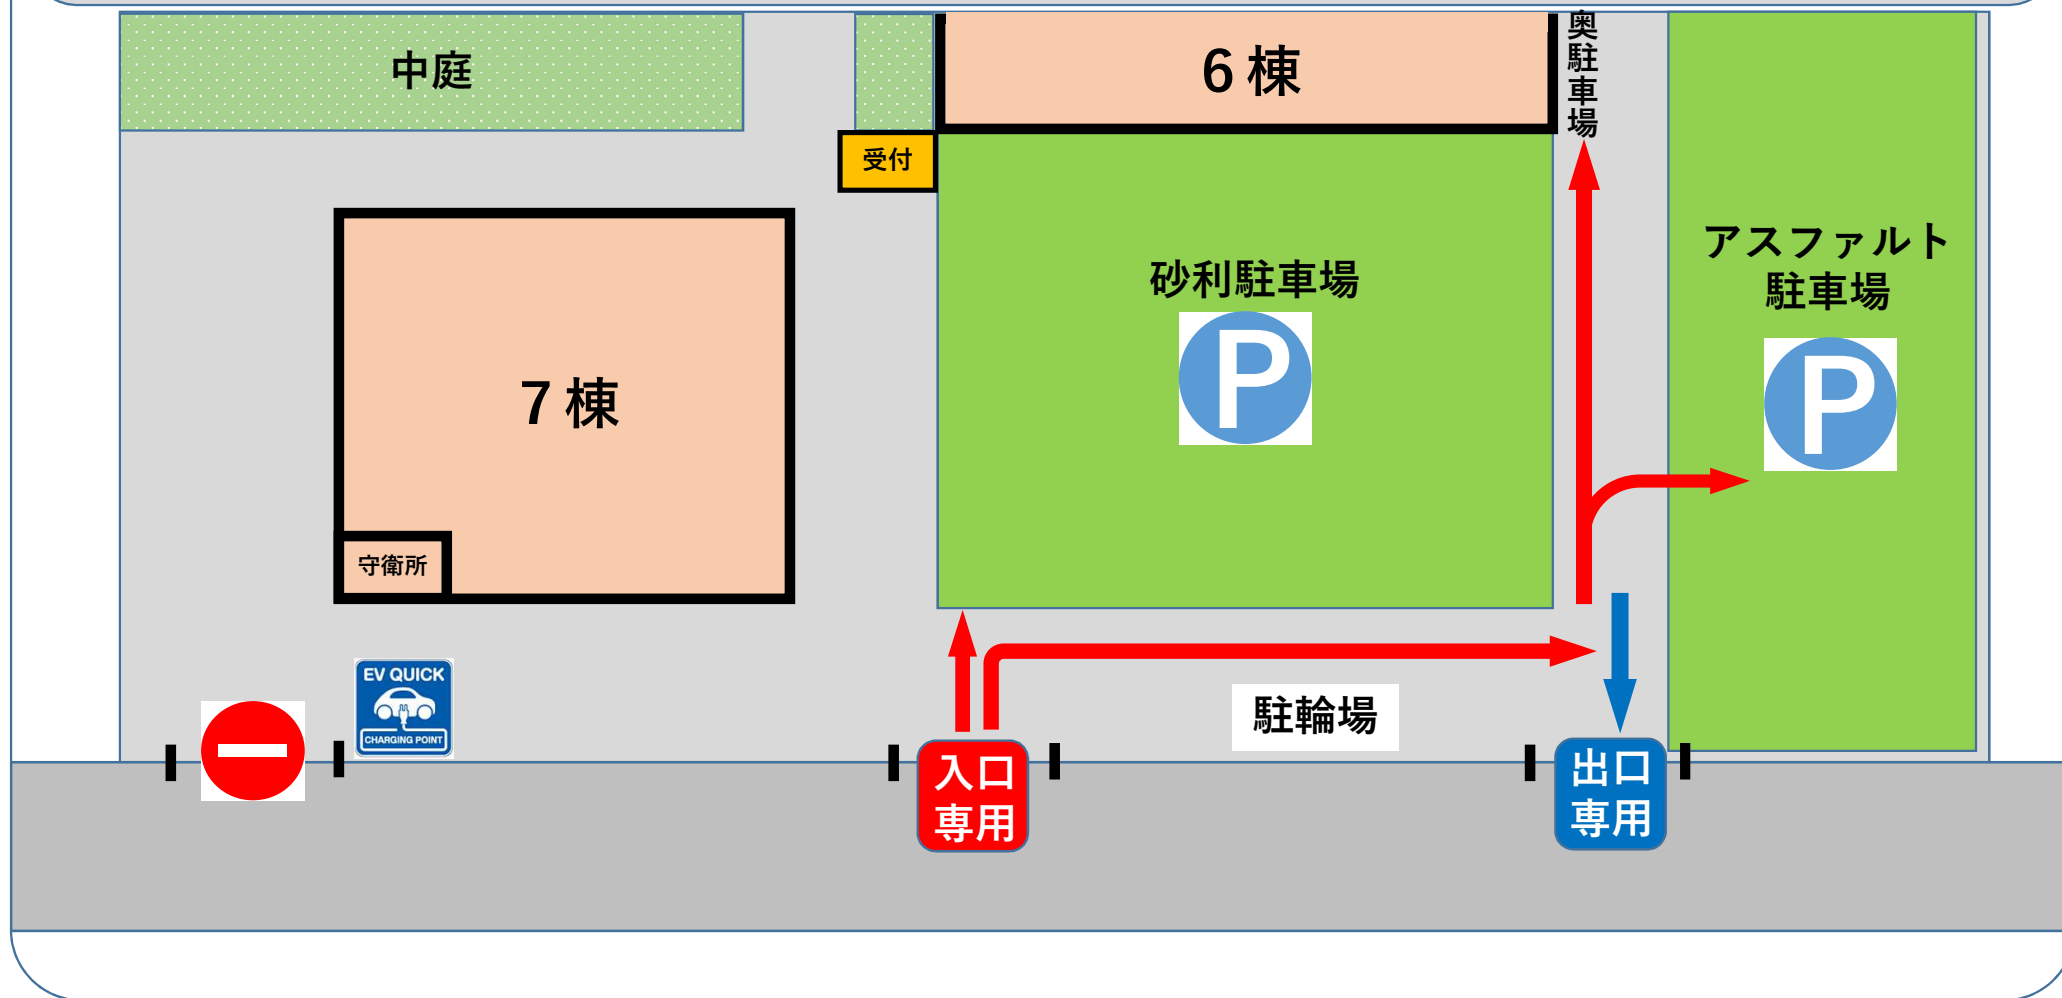 中庭
6棟
奥駐車場
受付
アスファルト
駐車場
砂利駐車場
P
P
7棟
守衛所
EV QUICK
CHARGING POINT
駐輪場
入口
専用
出口
専用